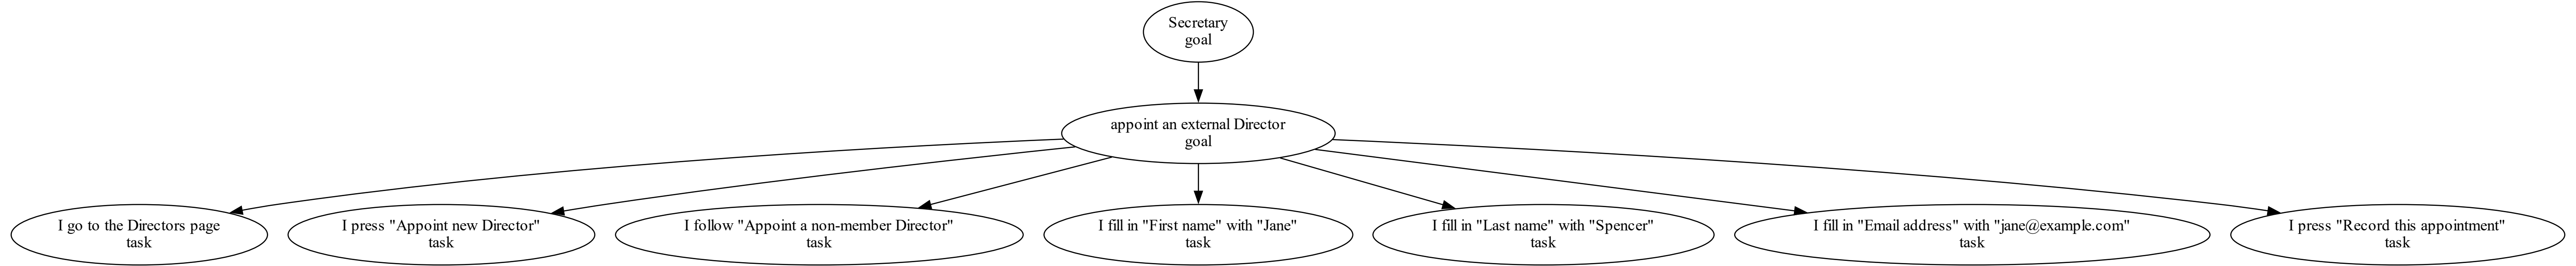 Secretary
goal
appoint an external Director
goal
I go to the Directors page
task
I press "Appoint new Director"
task
I follow "Appoint a non-member Director"
task
I fill in "First name" with "Jane"
task
I fill in "Last name" with "Spencer"
task
I fill in "Email address" with "jane@example.com"
task
I press "Record this appointment"
task